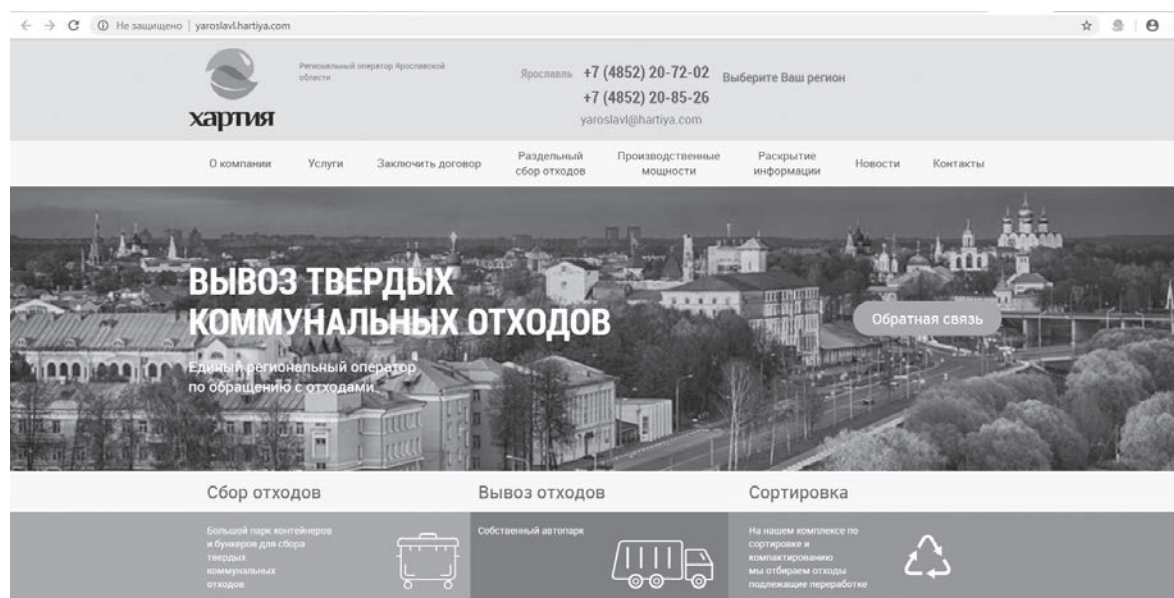 Не защищено | yaroslavl.hartiya.com
хартия
Региональный оператор Ярославской
области
Ярославль +7 (4852) 20-72-02
+7 (4852) 20-85-26
yaroslavl@hartiya.com
Выберите Ваш регион
О компании
Услуги
Заключить договор
Раздельный
сбор отходов
Производственные
мощности
Раскрытие
информации
Новости
Контакты
ВЫВОЗ ТВЕРДЫХ
КОММУНАЛЬНЫХ ОТХОДОВ
Единый региональный оператор
по обращению с отходами
Обратная связь
Сбор отходов
Большой парк контейнеров
и бункеров для сбора
твердых
коммунальных
отходов
Вывоз отходов
Собственный автопарк
Сортировка
На нашем комплексе по
сортировке и
компактированию
мы отбираем отходы
подлежащие переработке